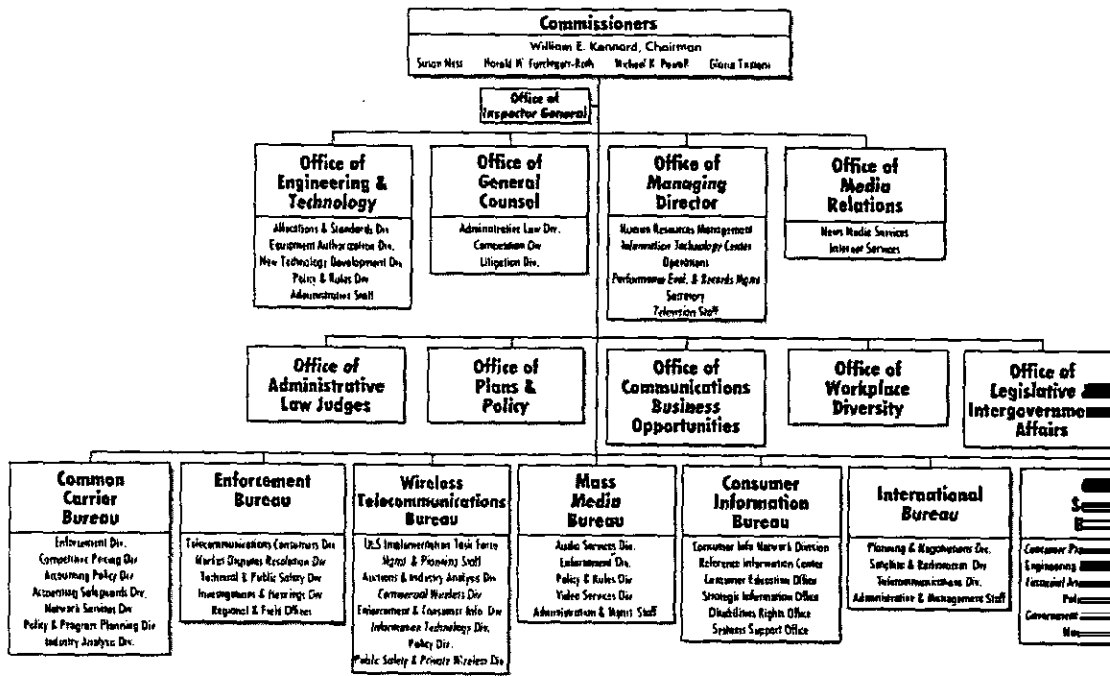 Commissioners
William E. Kennard, Chairman
Susan Ness Harold W. Furchtgott-Roth Michael K. Powell Gloria Tristani
Office of
Inspector General
Office of
Engineering &
Technology
Allocations & Standards Div
Equipment Authorization Div.
New Technology Development Div
Policy & Rules Div
Administrative Staff
Office of
General
Counsel
Administrative Law Div.
Competition Div
Litigation Div.
Office of
Managing
Director
Human Resources Management
Information Technology Center
Operations
Performance Eval. & Records Mgmt
Secretary
Television Staff
Office of
Media
Relations
News Media Services
Internet Services
Office of
Administrative
Law Judges
Office of
Plans &
Policy
Office of
Communications
Business
Opportunities
Office of
Workplace
Diversity
Office of
Legislative
Intergovernme
Affairs
Common
Carrier
Bureau
Enforcement Div.
Competitive Pricing Div
Accounting Policy Div
Accounting Safeguards Div.
Network Services Div
Policy & Program Planning Div
Industry Analysis Div.
Enforcement
Bureau
Telecommunications Consumers Div
Market Disputes Resolution Div
Technical & Public Safety Div
Investigations & Hearings Div
Regional & Field Offices
Wireless
Telecommunications
Bureau
ULS Implementation Task Force
Mgmt & Planning Staff
Auctions & Industry Analysis Div
Commercial Wireless Div
Enforcement & Consumer Info Div
Information Technology Div.
Policy Div.
Public Safety & Private Wireless Div
Mass
Media
Bureau
Audio Services Div.
Enforcement Div.
Policy & Rules Div
Video Services Div
Administration & Mgmt Staff
Consumer
Information
Bureau
Consumer Info Network Division
Reference Information Center
Consumer Education Office
Strategic Information Office
Disabilities Rights Office
Systems Support Office
International
Bureau
Planning & Negotiations Div.
Satellite & Radiocomm Div
Telecommunications Div.
Administrative & Management Staff
S
B
Consumer Pr
Engineering
Financial An
Poli
Government